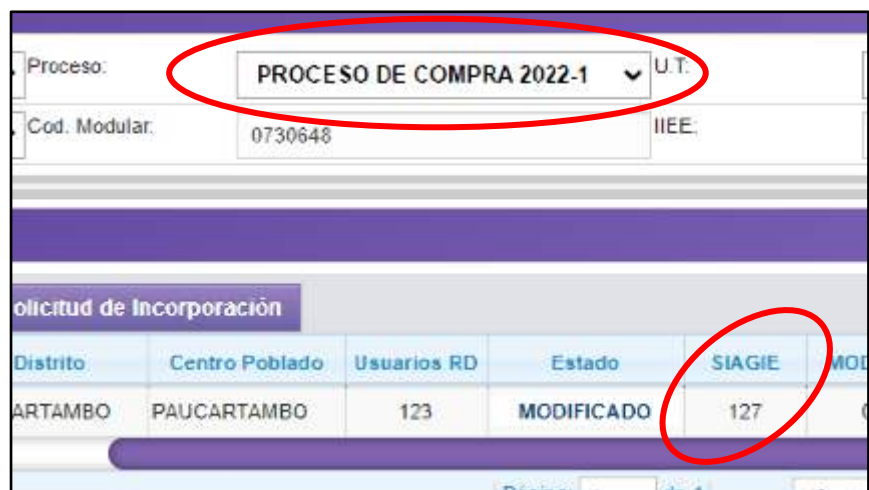 Proceso: PROCESO DE COMPRA 2022-1 U.T:
Cod. Modular: 0730648 IIEE:
olicitud de Incorporación
Distrito Centro Poblado Usuarios RD Estado SIAGIE MOD
ARTAMBO PAUCARTAMBO 123 MODIFICADO 127